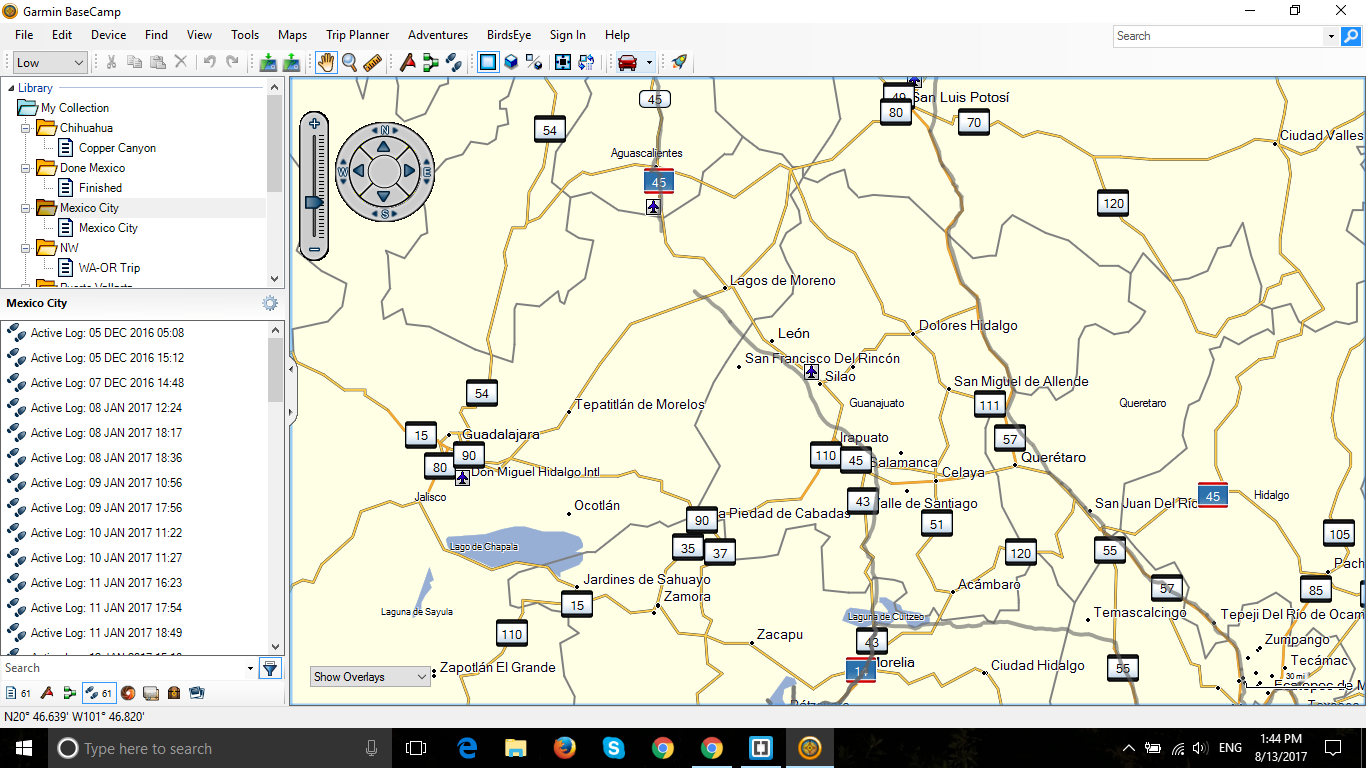 Garmin BaseCamp
File Edit Device Find View Tools Maps Trip Planner Adventures BirdsEye Sign In Help
Search
Low
Library
My Collection
Chihuahua
Copper Canyon
Done Mexico
Finished
Mexico City
Mexico City
NW
WA-OR Trip
Mexico City
Active Log: 05 DEC 2016 05:08
Active Log: 05 DEC 2016 15:12
Active Log: 07 DEC 2016 14:48
Active Log: 08 JAN 2017 12:24
Active Log: 08 JAN 2017 18:17
Active Log: 08 JAN 2017 18:36
Active Log: 09 JAN 2017 10:56
Active Log: 09 JAN 2017 17:56
Active Log: 10 JAN 2017 11:22
Active Log: 10 JAN 2017 11:27
Active Log: 11 JAN 2017 16:23
Active Log: 11 JAN 2017 17:54
Active Log: 11 JAN 2017 18:49
Search
61 61
N20° 46.639' W101° 46.820'
N
W E
S
45
49
San Luis Potosí
80
70
54
Ciudad Valles
Aguascalientes
45
120
Lagos de Moreno
León
Dolores Hidalgo
San Francisco Del Rincón
Silao
San Miguel de Allende
54
Tepatitlán de Morelos
Guanajuato
111
Queretaro
15
Guadalajara
Irapuato
57
80
90
110
45
Salamanca
Querétaro
Don Miguel Hidalgo Intl
Celaya
Jalisco
45
Hidalgo
Ocotlán
90
a Piedad de Cabadas
43
alle de Santiago
San Juan Del Río
51
105
Lago de Chapala
35
37
120
55
Pach
Jardines de Sahuayo
Acámbaro
57
85
15
Zamora
Laguna de Sayula
Laguna de Cuitzeo
Temascalcingo
Tepeji Del Río de Ocam
110
Zacapu
43
Zumpango
Zapotlán El Grande
14
orelia
Ciudad Hidalgo
55
Tecámac
30 mi
Ecatepec de M
Show Overlays
Type here to search
ENG
1:44 PM
8/13/2017